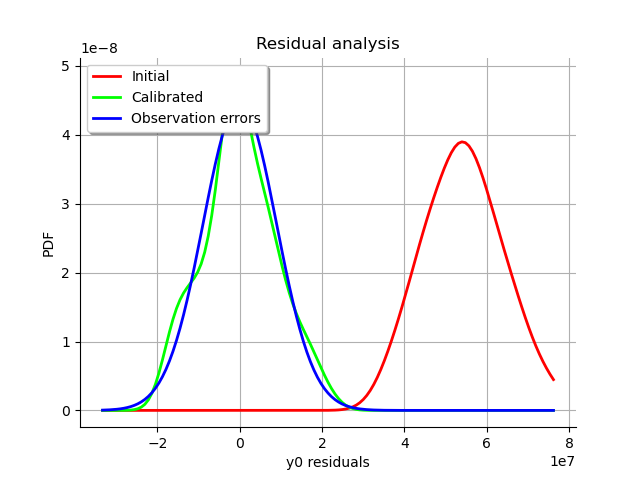 Residual analysis
1e−8
Initial
Calibrated
Observation errors
5
4
3
2
1
0
PDF
−2
0
2
4
6
8
1e7
y0 residuals